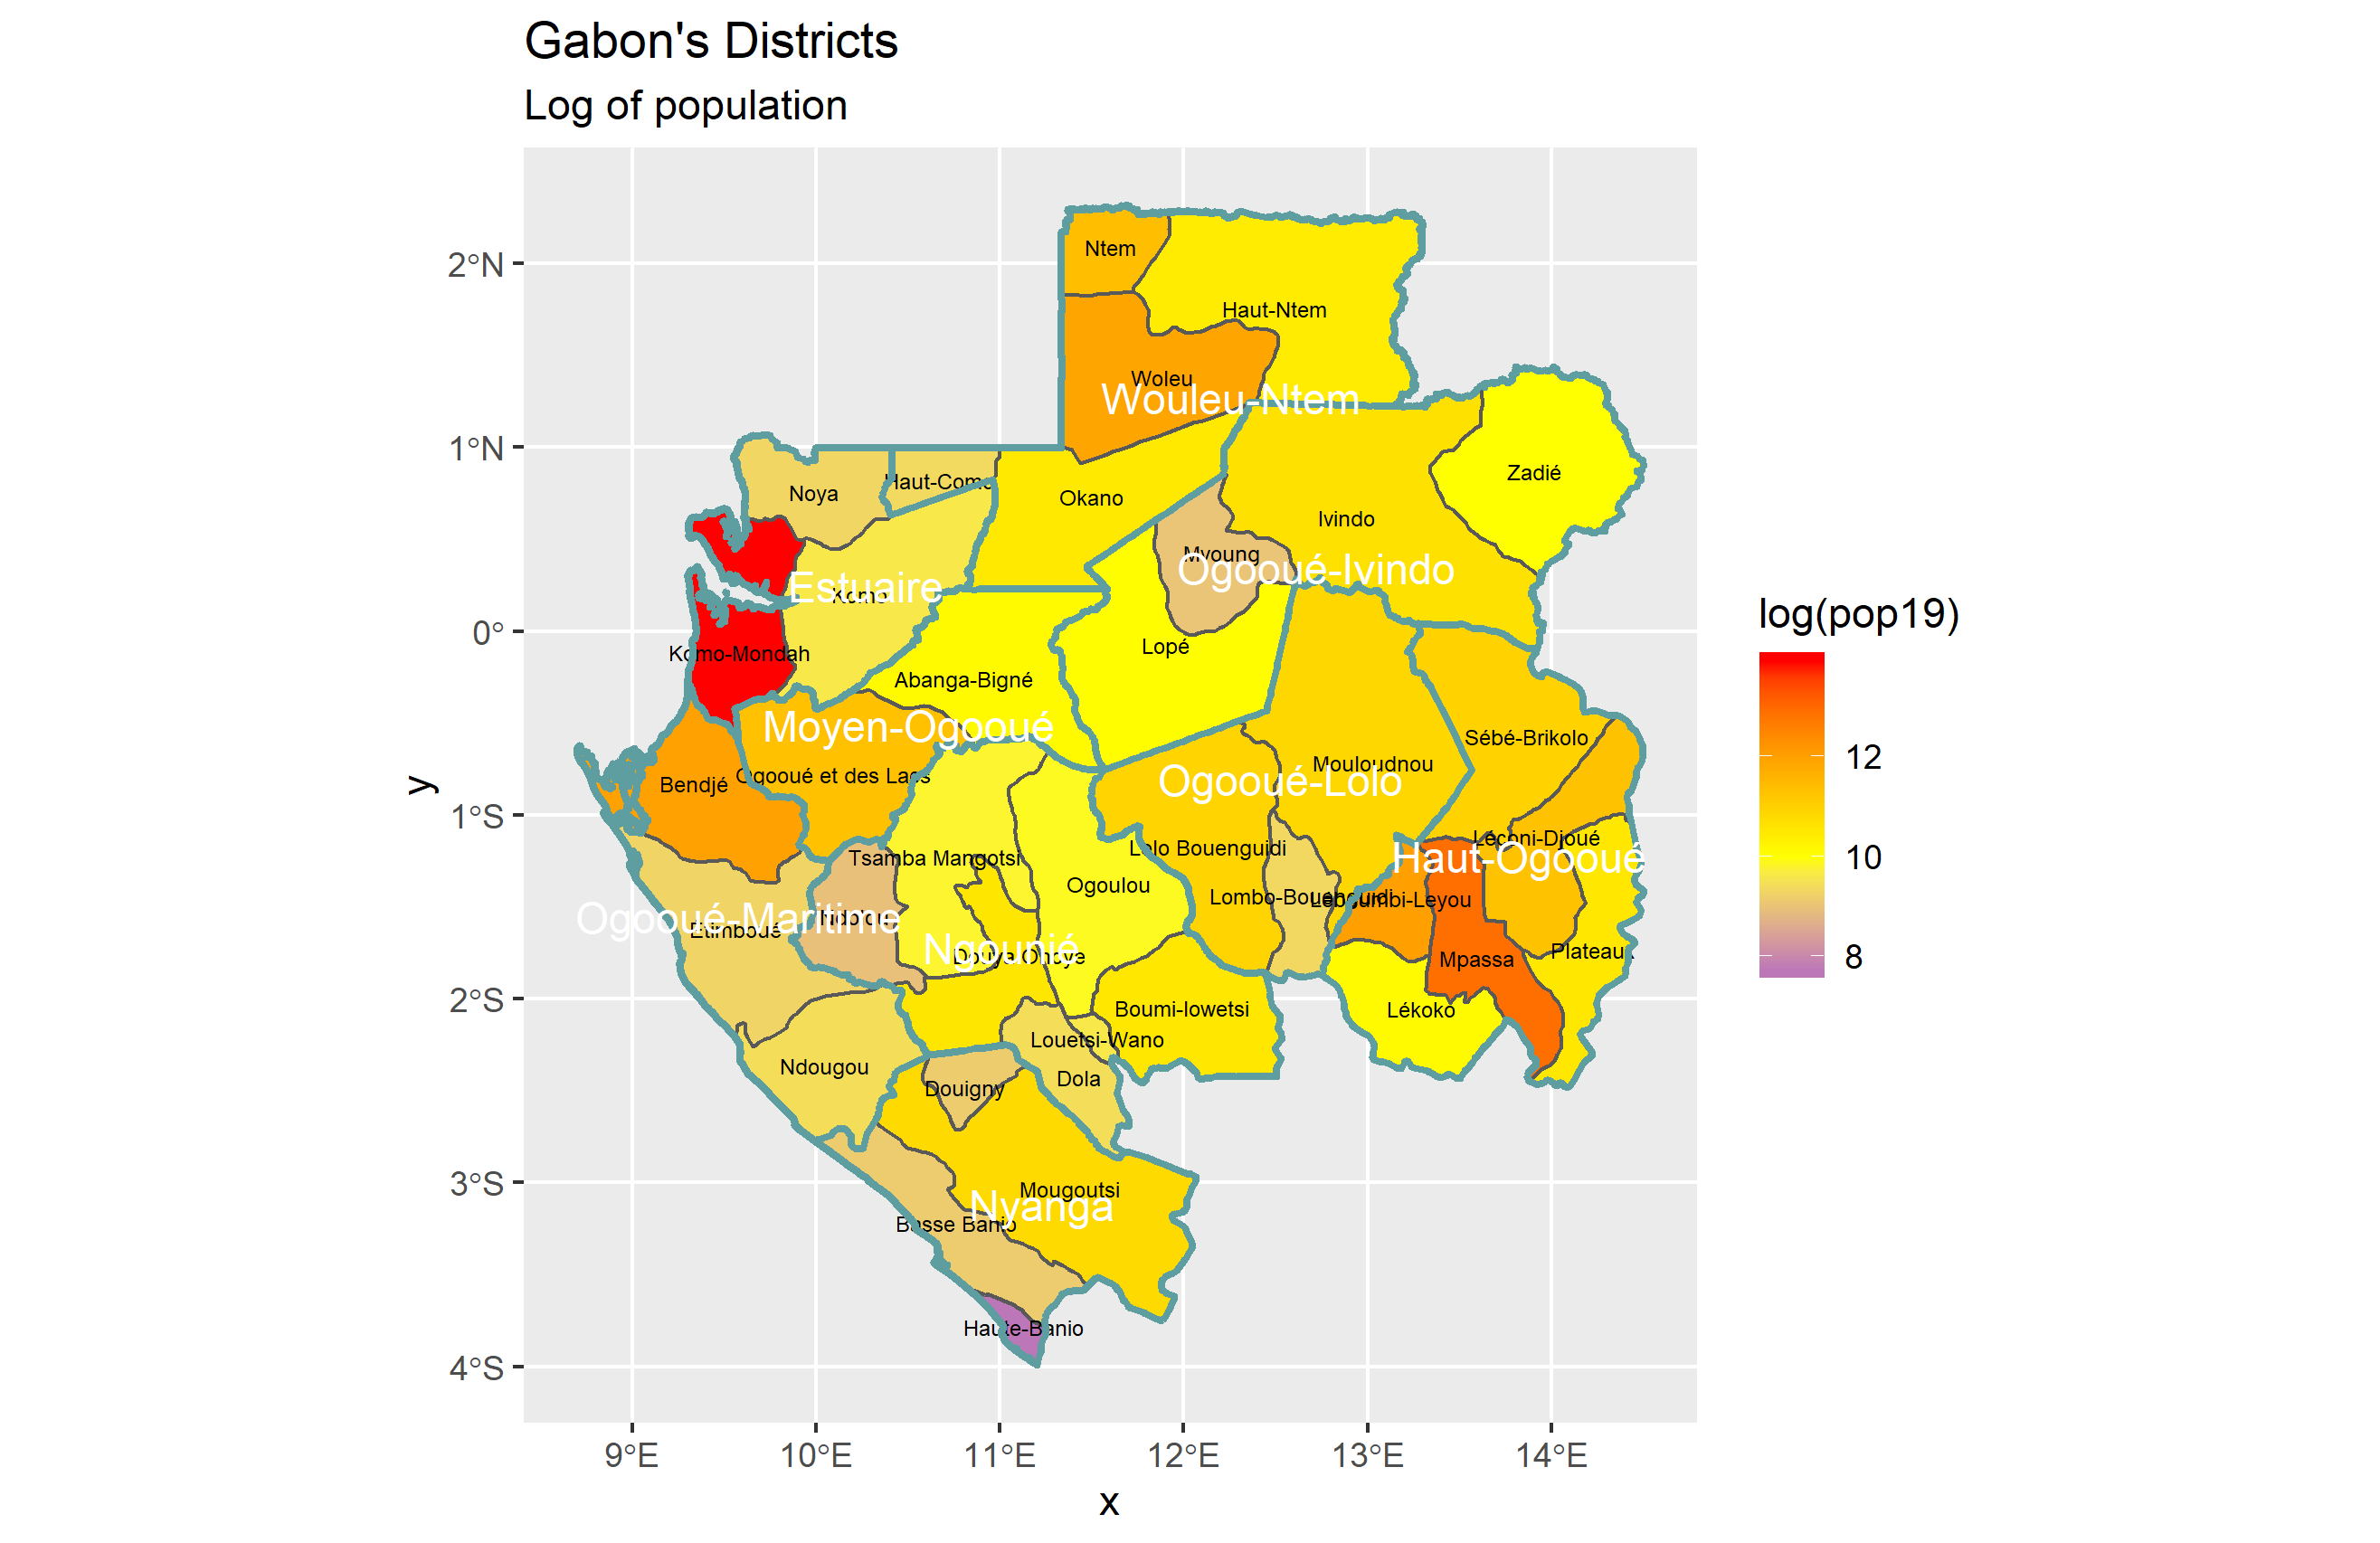 Gabon's Districts
Log of population
2°N
1°N
0°
1°S
2°S
3°S
4°S
y
Ntem
Haut-Ntem
Woleu
Wouleu-Ntem
Zadié
Haut-Como
Noya
Okano
Ivindo
Mvoung
Ogooué-Ivindo
Estuaire
Komo
Lopé
Komo-Mondah
Abanga-Bigné
Moyen-Ogooué
Sébé-Brikolo
Mouloudnou
Ogooué et des Lacs
Ogooué-Lolo
Bendjé
Léconi-Djoué
Lolo Bouenguidi
Tsamba Mangotsi
Haut-Ogooué
Ogoulou
Lombo-Bouenguidi
Léboumbi-Leyou
Ndolou
Ogooué-Maritime
Etimboué
Ngounié
Douya Onoye
Plateaux
Mpassa
Boumi-lowetsi
Lékoko
Louetsi-Wano
Ndougou
Dola
Douigny
Mougoutsi
Nyanga
Basse Banio
Haute-Banio
9°E 10°E 11°E 12°E 13°E 14°E
x
log(pop19)
12
10
8